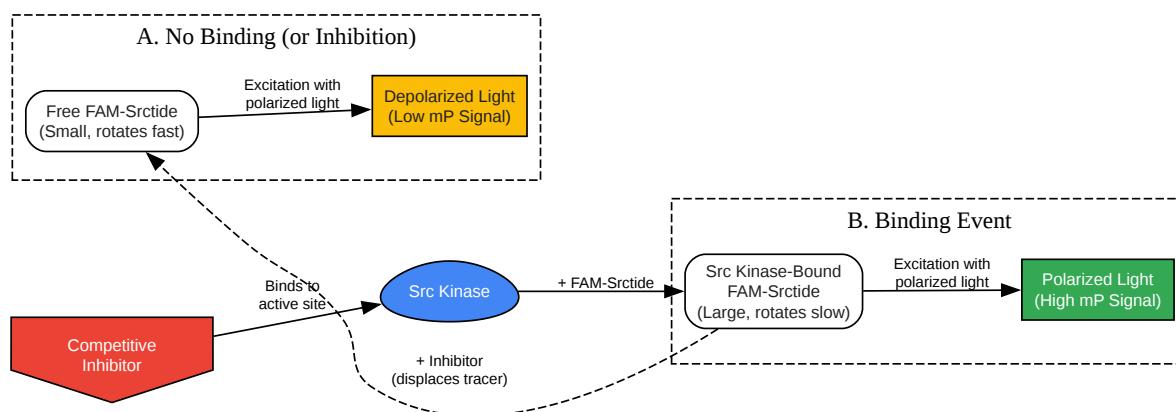 A. No Binding (or Inhibition)
Free FAM-Srctide
(Small, rotates fast)
Excitation with
polarized light
Depolarized Light
(Low mP Signal)
B. Binding Event
Src Kinase-Bound
FAM-Srctide
(Large, rotates slow)
Excitation with
polarized light
Polarized Light
(High mP Signal)
Competitive
Inhibitor
Binds to
active site
Src Kinase
+ FAM-Srctide
+ Inhibitor
(displaces tracer)